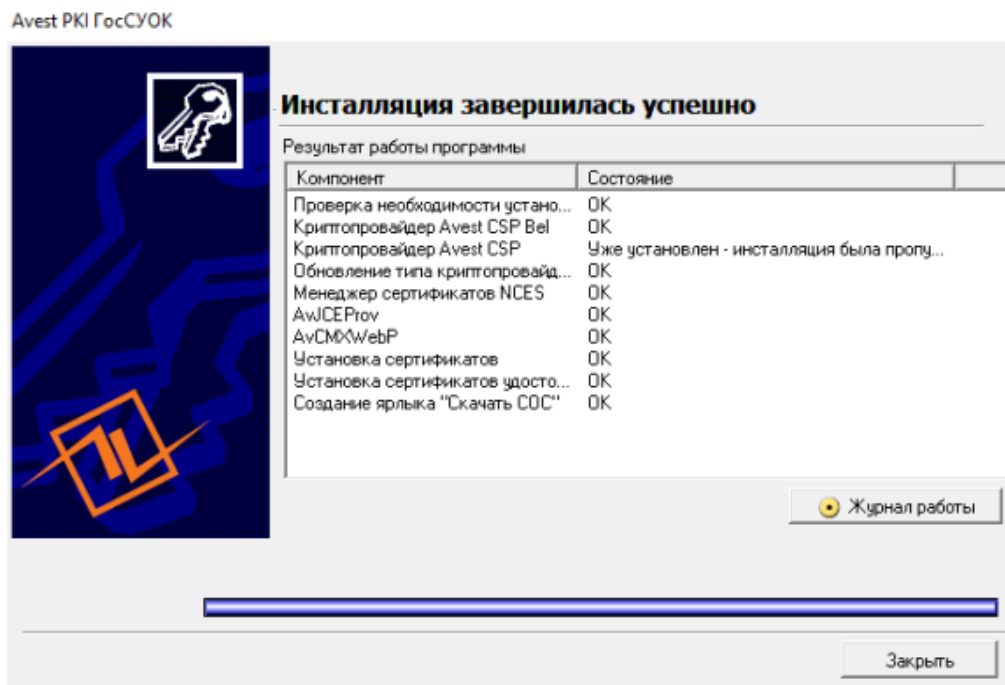 Avest PKI ГосСУОК
Инсталляция завершилась успешно
Результат работы программы
Компонент Состояние
Проверка необходимости устано... OK
Криптопровайдер Avest CSP Bel OK
Криптопровайдер Avest CSP Уже установлен - инсталляция была пропу...
Обновление типа криптопровайд... OK
Менеджер сертификатов NCES OK
AvJCEProv OK
AvCMXWebP OK
Установка сертификатов OK
Установка сертификатов удосто... OK
Создание ярлыка "Скачать СОС" OK
Журнал работы
Закрыть